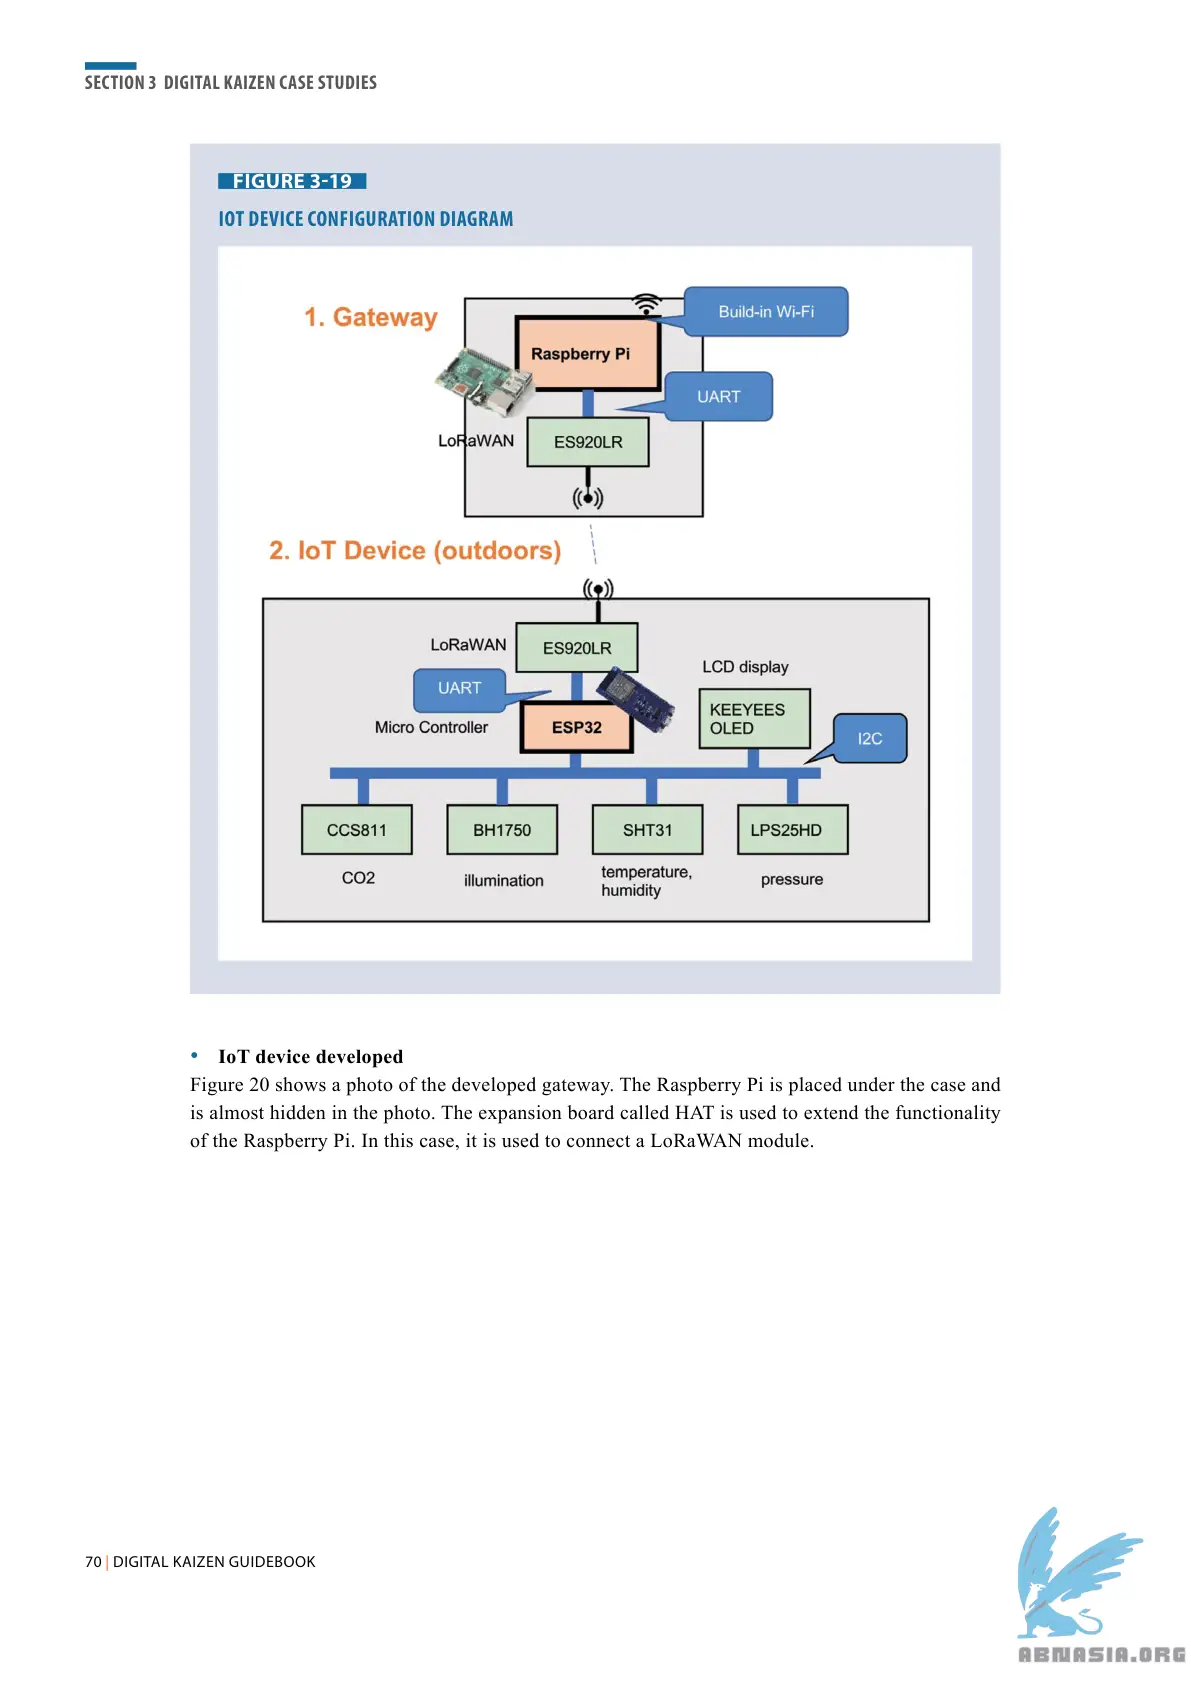 SECTION 3 DIGITAL KAIZEN CASE STUDIES
FIGURE 3-19
IOT DEVICE CONFIGURATION DIAGRAM
1. Gateway
Build-in Wi-Fi
Raspberry Pi
UART
LoRaWAN
ES920LR
2. IoT Device (outdoors)
LoRaWAN
ES920LR
LCD display
UART
KEEYEES
OLED
Micro Controller
ESP32
I2C
CCS811
BH1750
SHT31
LPS25HD
CO2
illumination
temperature,
humidity
pressure
• IoT device developed
Figure 20 shows a photo of the developed gateway. The Raspberry Pi is placed under the case and
is almost hidden in the photo. The expansion board called HAT is used to extend the functionality
of the Raspberry Pi. In this case, it is used to connect a LoRaWAN module.
70 | DIGITAL KAIZEN GUIDEBOOK
ABNASIA.ORG